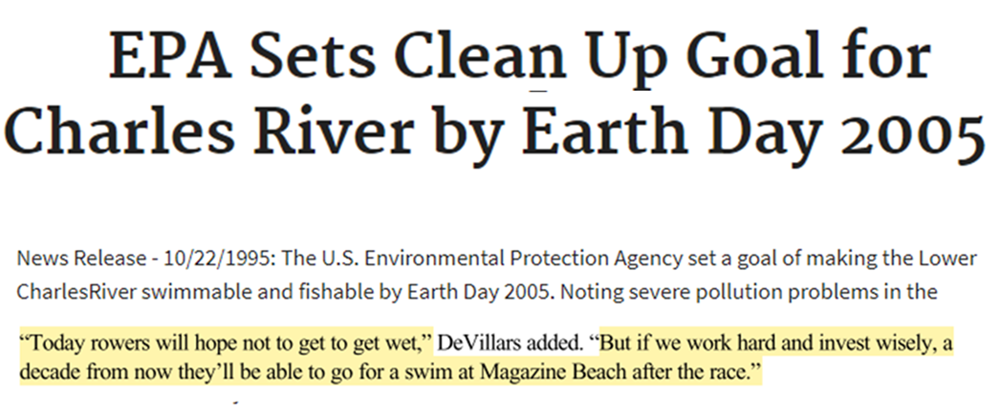 EPA Sets Clean Up Goal for
Charles River by Earth Day 2005
News Release - 10/22/1995: The U.S. Environmental Protection Agency set a goal of making the Lower
CharlesRiver swimmable and fishable by Earth Day 2005. Noting severe pollution problems in the
“Today rowers will hope not to get to get wet,” DeVillars added. “But if we work hard and invest wisely, a
decade from now they’ll be able to go for a swim at Magazine Beach after the race.”